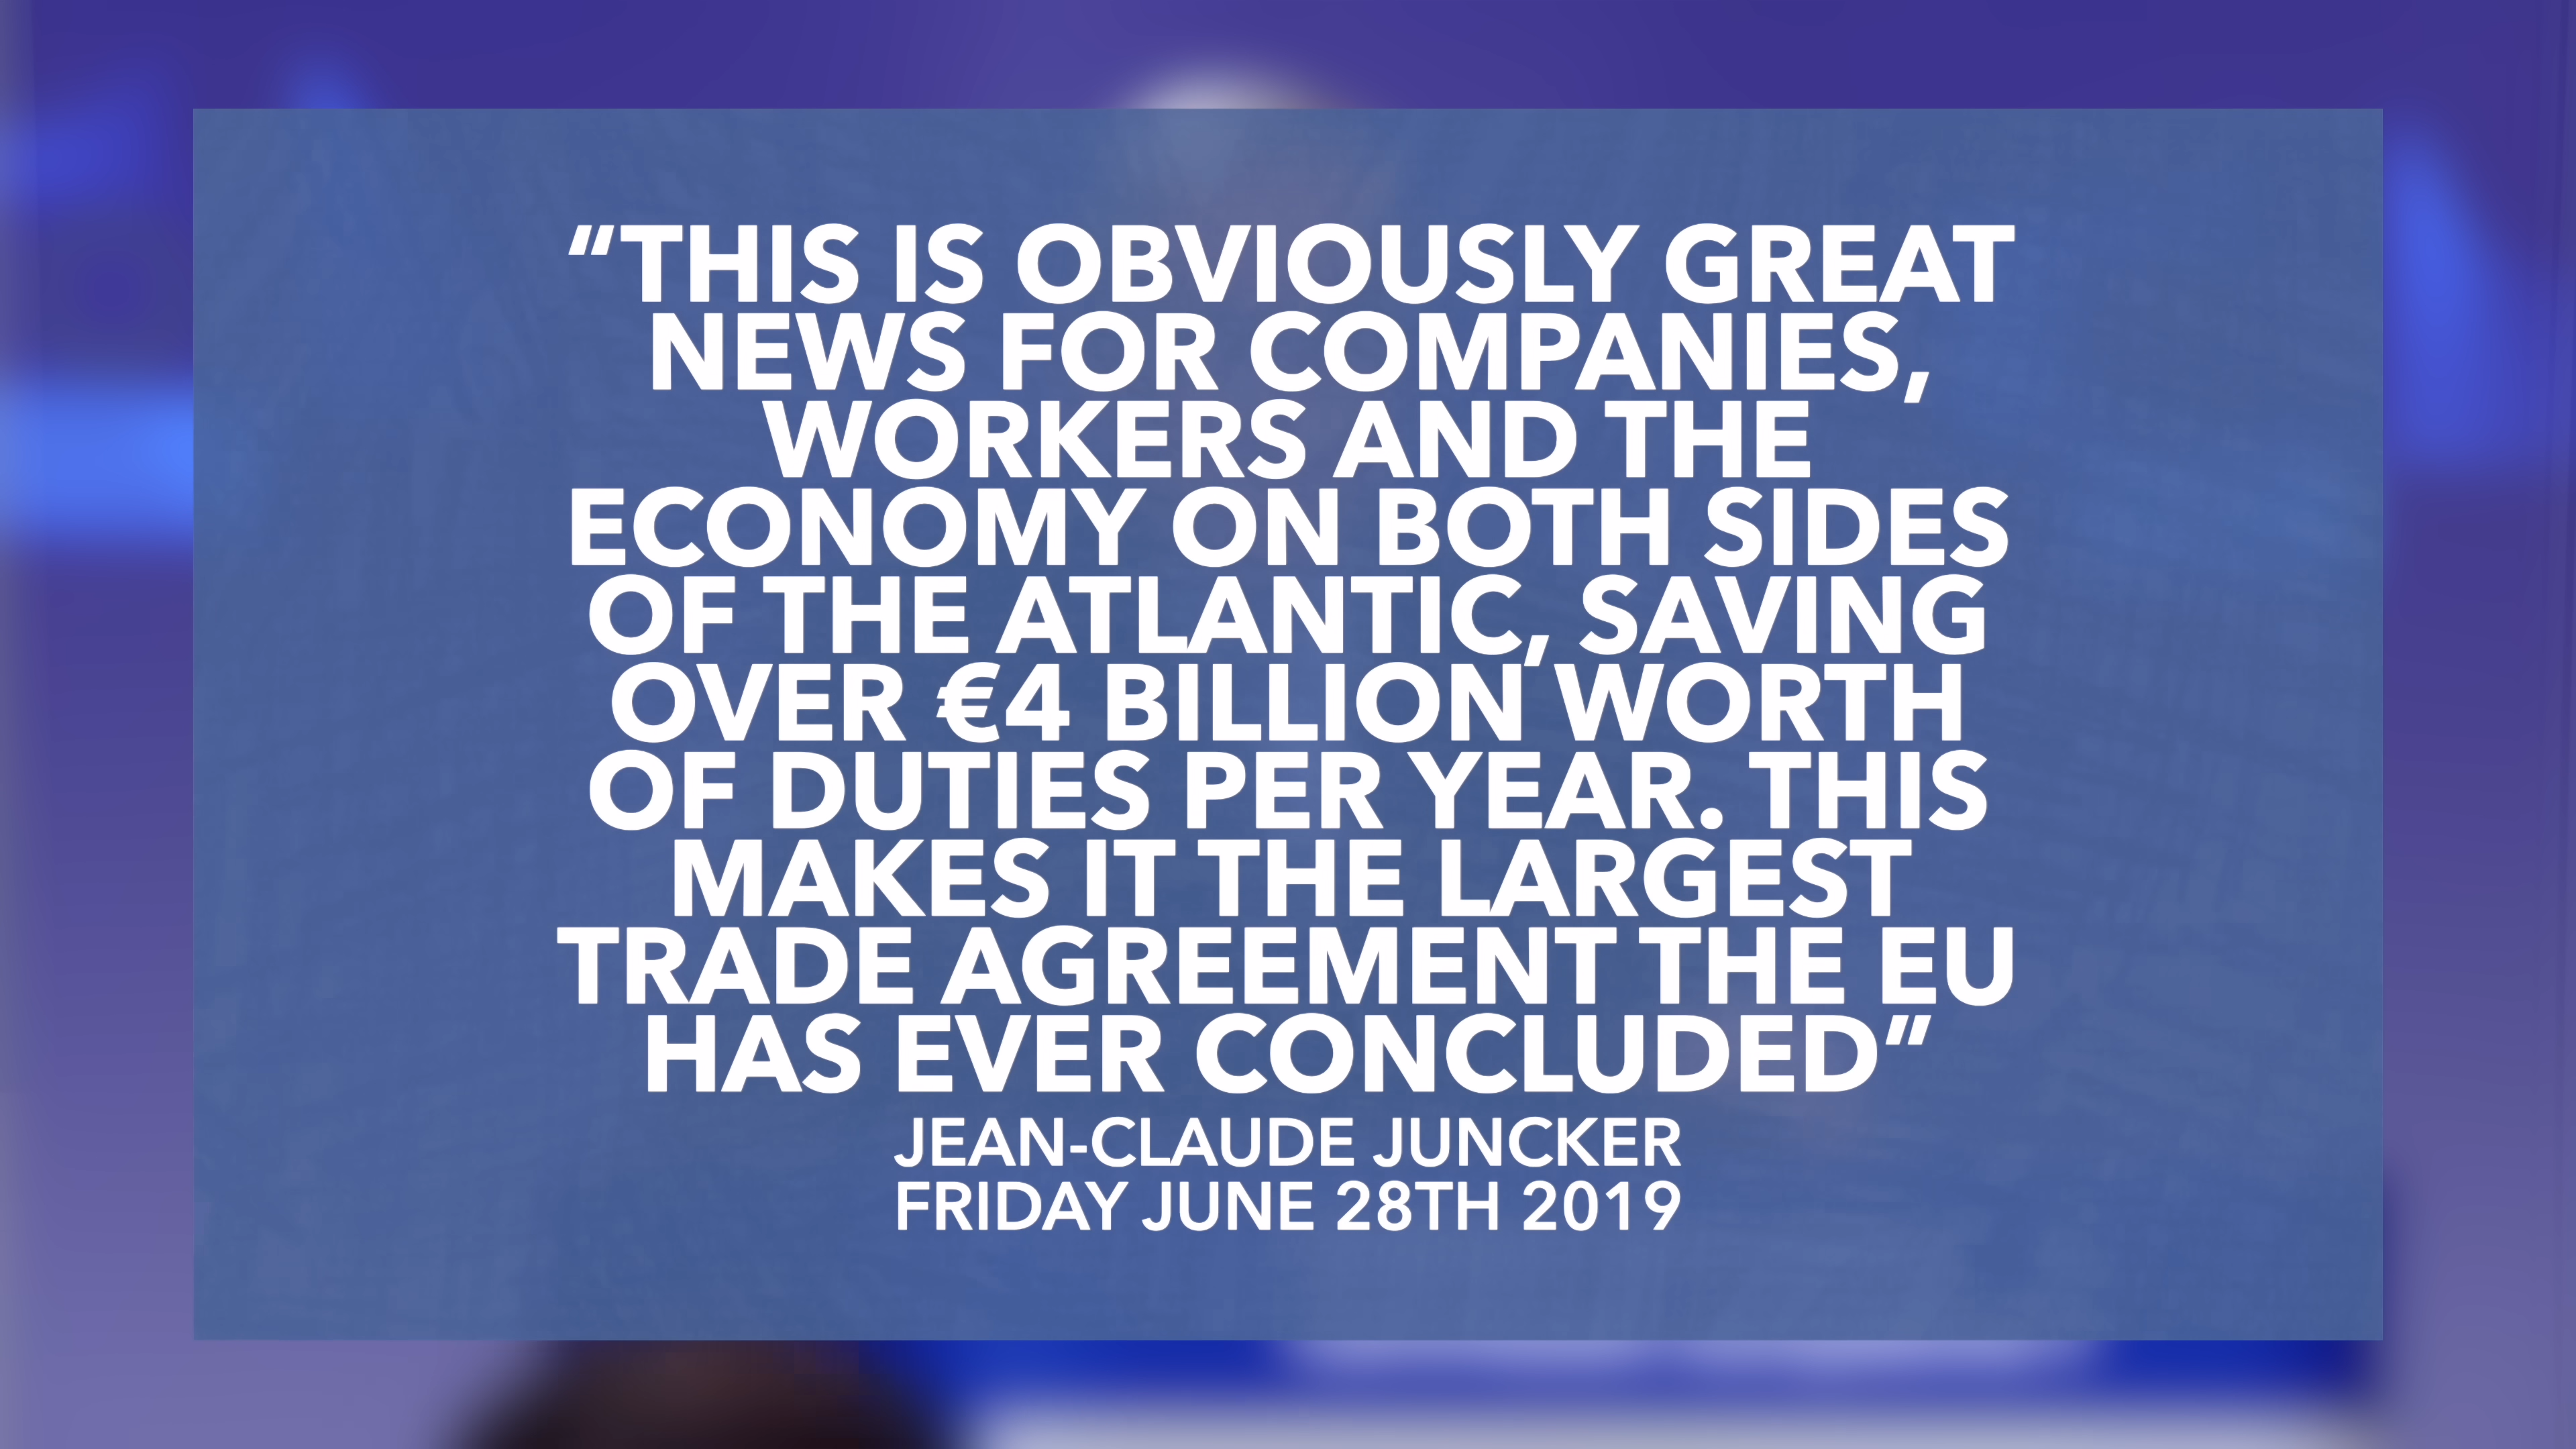 “THIS IS OBVIOUSLY GREAT
NEWS FOR COMPANIES,
WORKERS AND THE
ECONOMY ON BOTH SIDES
OF THE ATLANTIC, SAVING
OVER €4 BILLION WORTH
OF DUTIES PER YEAR. THIS
MAKES IT THE LARGEST
TRADE AGREEMENT THE EU
HAS EVER CONCLUDED”
JEAN-CLAUDE JUNCKER
FRIDAY JUNE 28TH 2019